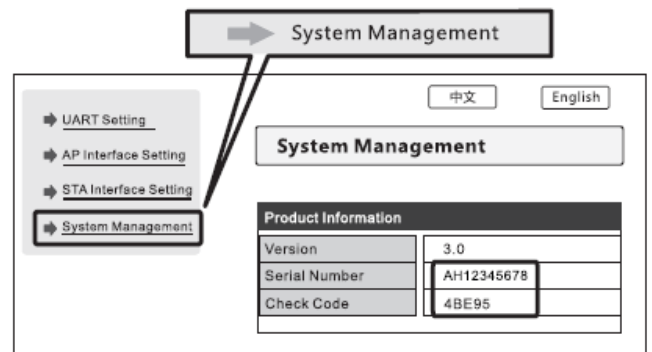 System Management
中文 English
UART Setting
AP Interface Setting
STA Interface Setting
System Management
System Management
Product Information
Version 3.0
Serial Number AH12345678
Check Code 4BE95